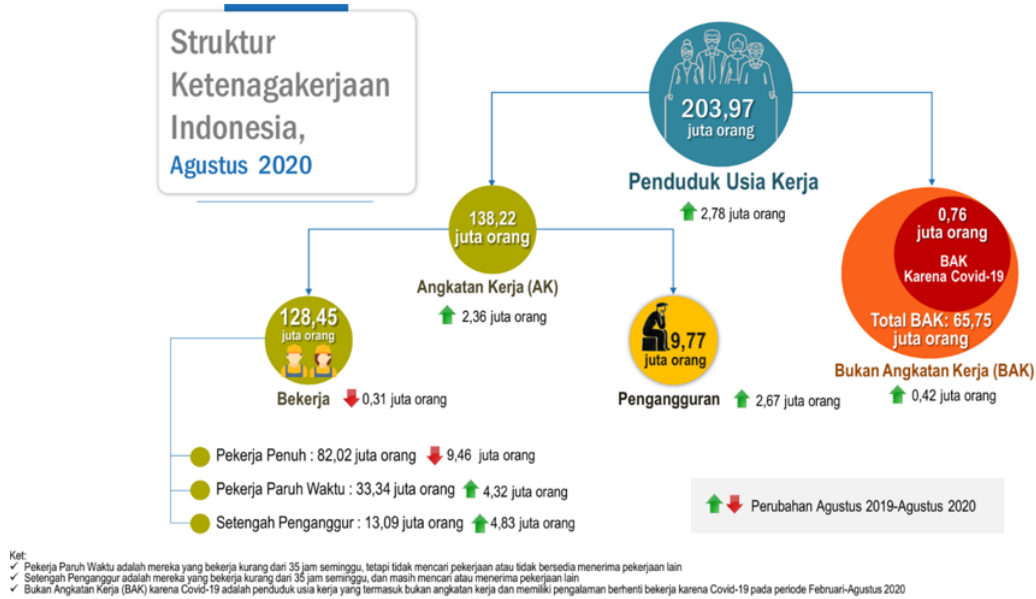 Struktur
Ketenagakerjaan
Indonesia,
Agustus 2020
203,97
juta orang
Penduduk Usia Kerja
2,78 juta orang
138,22
juta orang
Angkatan Kerja (AK)
2,36 juta orang
0,76
juta orang
BAK
Karena Covid-19
Total BAK: 65,75
juta orang
Bukan Angkatan Kerja (BAK)
0,42 juta orang
128,45
juta orang
Bekerja
0,31 juta orang
9,77
juta orang
Pengangguran
2,67 juta orang
Pekerja Penuh : 82,02 juta orang 9,46 juta orang
Pekerja Paruh Waktu : 33,34 juta orang 4,32 juta orang
Setengah Penganggur : 13,09 juta orang 4,83 juta orang
Perubahan Agustus 2019-Agustus 2020
Ket:
✓ Pekerja Paruh Waktu adalah mereka yang bekerja kurang dari 35 jam seminggu, tetapi tidak mencari pekerjaan atau tidak bersedia menerima pekerjaan lain
✓ Setengah Penganggur adalah mereka yang bekerja kurang dari 35 jam seminggu, dan masih mencari atau menerima pekerjaan lain
✓ Bukan Angkatan Kerja (BAK) karena Covid-19 adalah penduduk usia kerja yang termasuk bukan angkatan kerja dan memiliki pengalaman berhenti bekerja karena Covid-19 pada periode Februari-Agustus 2020